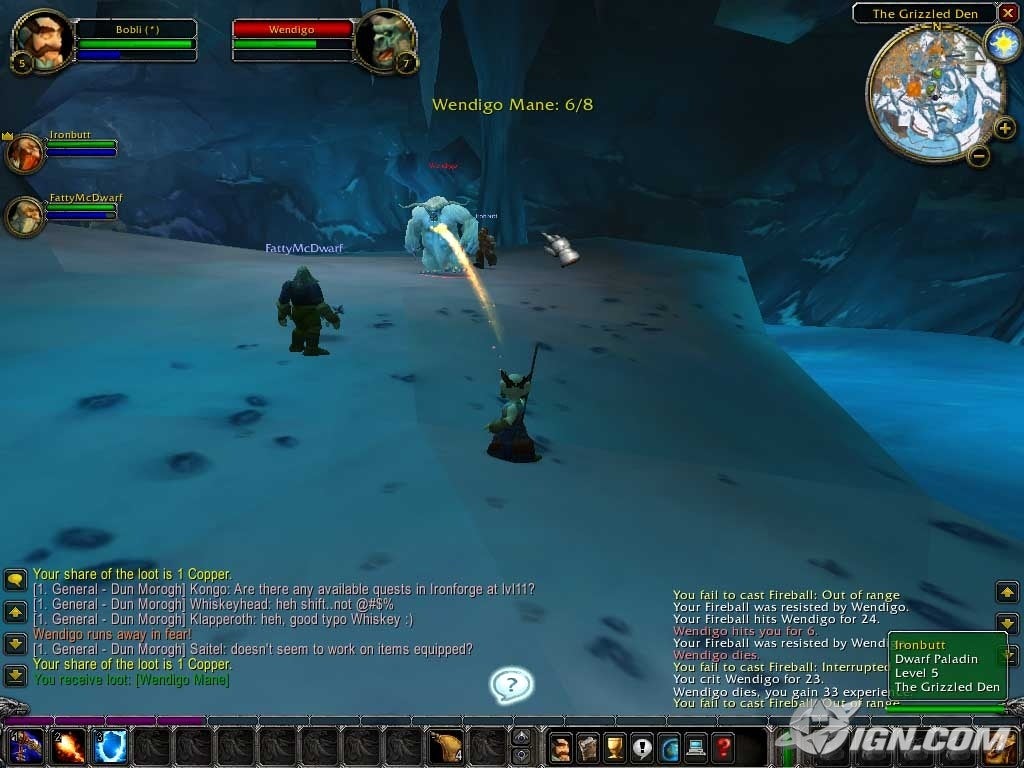 Bobli (*)
5
Wendigo
7
The Grizzled Den
N
Wendigo Mane: 6/8
Ironbutt
FattyMcDwarf
Wendigo
Ironbutt
FattyMcDwarf
Your share of the loot is 1 Copper.
[1. General - Dun Morogh] Kongo: Are there any available quests in Ironforge at lvl11?
[1. General - Dun Morogh] Whiskeyhead: heh shift..not @#$%
[1. General - Dun Morogh] Klapperoth: heh, good typo Whiskey :)
Wendigo runs away in fear!
[1. General - Dun Morogh] Saitel: doesn't seem to work on items equipped?
Your share of the loot is 1 Copper.
You receive loot: [Wendigo Mane]
You fail to cast Fireball: Out of range
Your Fireball was resisted by Wendigo.
Your Fireball hits Wendigo for 24.
Wendigo hits you for 6.
Your Fireball was resisted by Wendi
Wendigo dies.
You fail to cast Fireball: Interrupted
You crit Wendigo for 23.
Wendigo dies, you gain 33 experien
You fail to cast Fireball: Out of range
Ironbutt
Dwarf Paladin
Level 5
The Grizzled Den
?
1
2
3
4
!
?
IGN.COM